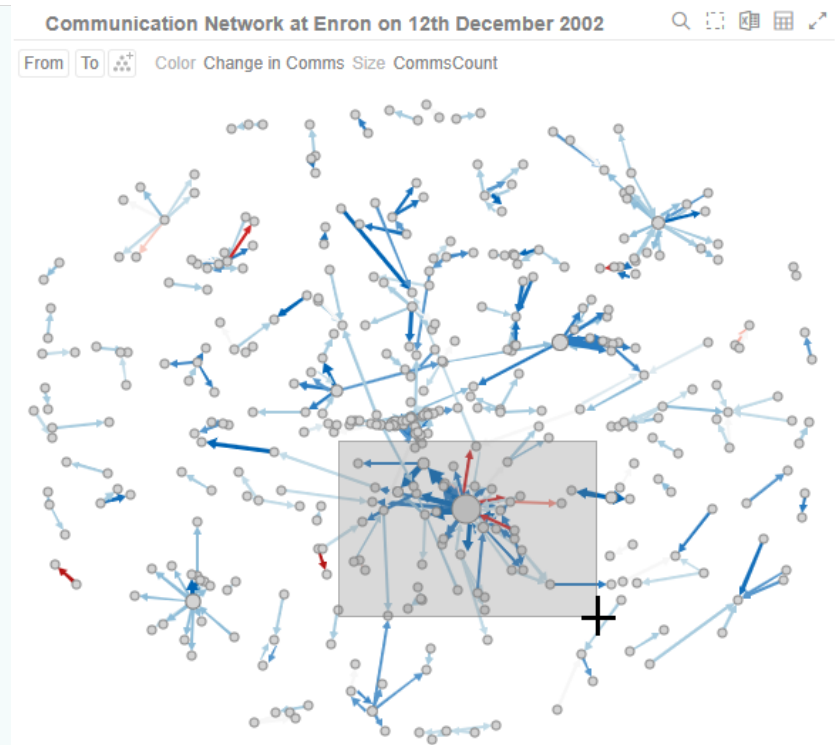 Communication Network at Enron on 12th December 2002
From To Color Change in Comms Size CommsCount